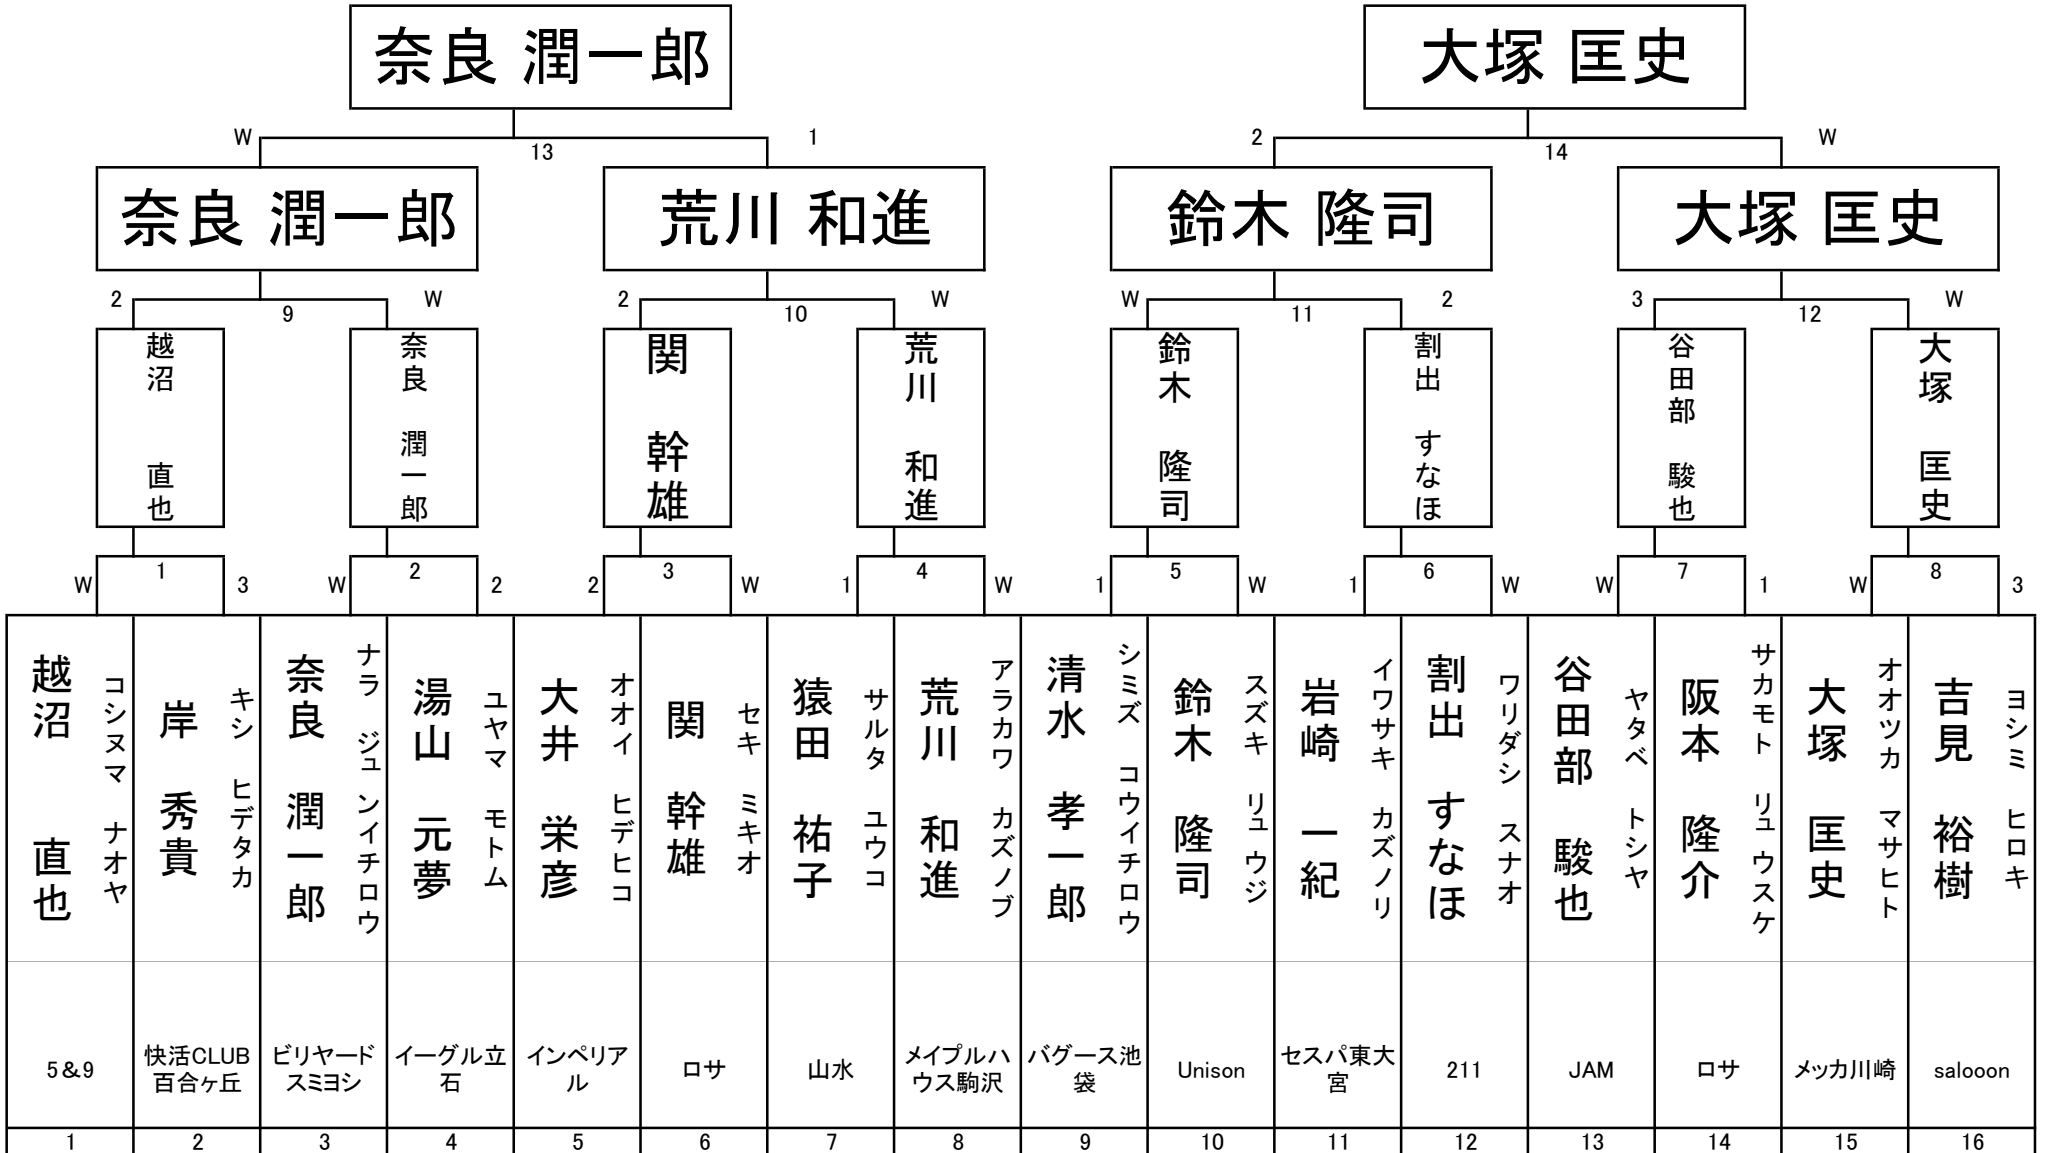 奈良 潤一郎
大塚 匡史
W
13
1
2
14
W
奈良 潤一郎
荒川 和進
鈴木 隆司
大塚 匡史
2
9
W
2
10
W
W
11
2
3
12
W
越沼 直也
奈良 潤一郎
関 幹雄
荒川 和進
鈴木 隆司
割出 すなほ
谷田部 駿也
大塚 匡史
W
1
3
W
2
2
2
3
W
1
4
W
1
5
W
1
6
W
W
7
1
W
8
3
越沼 直也
コシヌマ ナオヤ
岸 秀貴
キシ ヒデタカ
奈良 潤一郎
ナラ ジュンイチロウ
湯山 元夢
ユヤマ モトム
大井 栄彦
オオイ ヒデヒコ
関 幹雄
セキ ミキオ
猿田 祐子
サルタ ユウコ
荒川 和進
アラカワ カズノブ
清水 孝一郎
シミズ コウイチロウ
鈴木 隆司
スズキ リュウジ
岩崎 一紀
イワサキ カズノリ
割出 すなほ
ワリダシ スナオ
谷田部 駿也
ヤタベ トシヤ
阪本 隆介
サカモト リュウスケ
大塚 匡史
オオツカ マサヒト
吉見 裕樹
ヨシミ ヒロキ
5&9
快活CLUB
百合ヶ丘
ビリヤード
スミヨシ
イーグル立
石
インペリア
ル
ロサ
山水
メイプルハ
ウス駒沢
バグース池
袋
Unison
セスパ東大
宮
211
JAM
ロサ
メッカ川崎
salooon
1
2
3
4
5
6
7
8
9
10
11
12
13
14
15
16